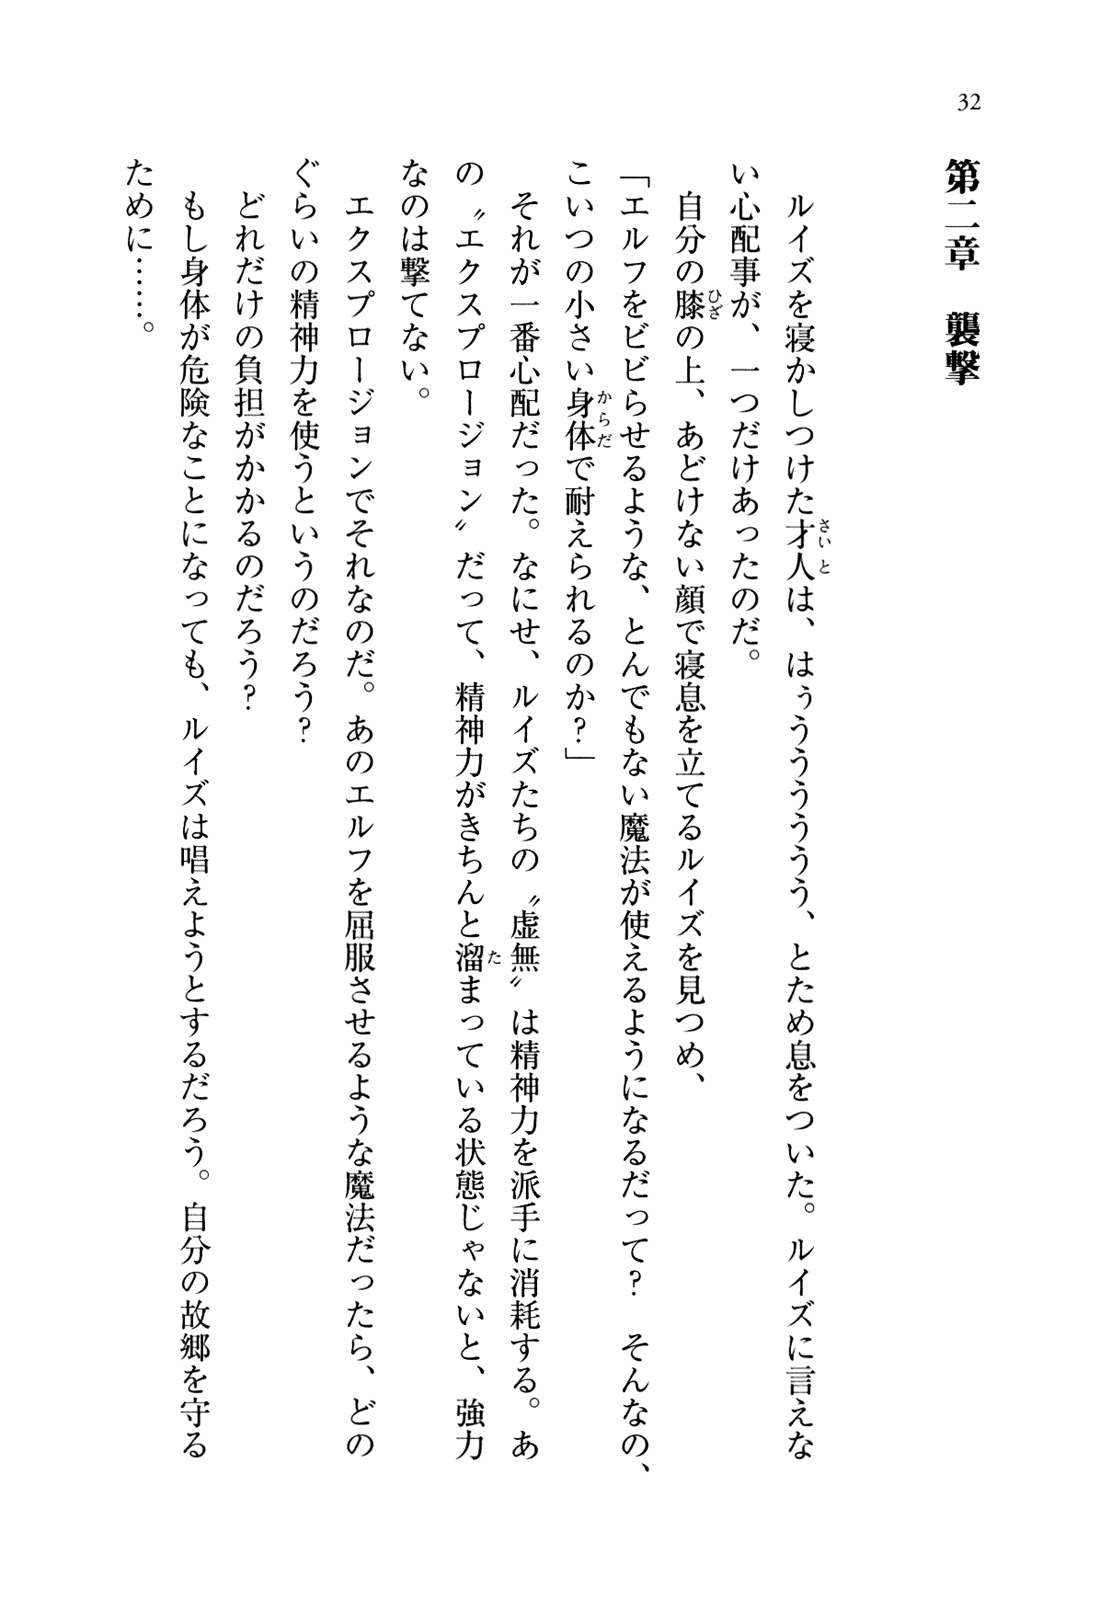 32
第二章　襲撃
　ルイズを寝かしつけた才人は、はぅううううう、とため息をついた。ルイズに言えな
い心配事が、一つだけあったのだ。
　自分の膝の上、あどけない顔で寝息を立てるルイズを見つめ、
「エルフをビビらせるような、とんでもない魔法が使えるようになるだって？　そんなの、
こいつの小さい身体で耐えられるのか？」
　それが一番心配だった。なにせ、ルイズたちの〝虚無〟は精神力を派手に消耗する。あ
の〝エクスプロージョン〟だって、精神力がきちんと溜まっている状態じゃないと、強力
なのは撃てない。
　エクスプロージョンでそれなのだ。あのエルフを屈服させるような魔法だったら、どの
ぐらいの精神力を使うというのだろう？
　どれだけの負担がかかるのだろう？
　もし身体が危険なことになっても、ルイズは唱えようとするだろう。自分の故郷を守る
ために……。